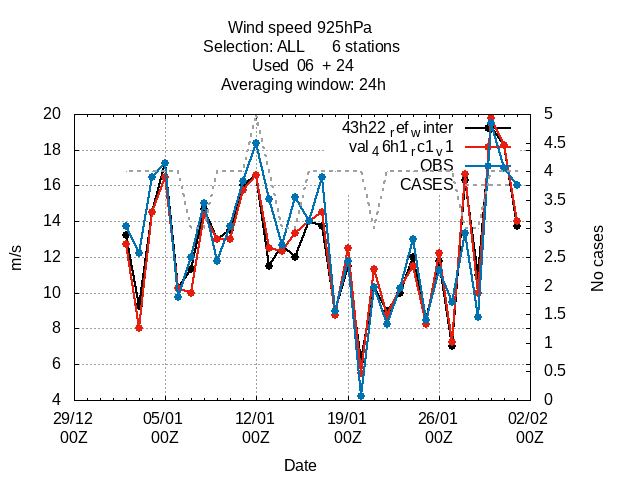 Wind speed 925hPa
Selection: ALL 6 stations
Used 06 + 24
Averaging window: 24h
43h22_ref_winter
val_46h1_rc1_v1
OBS
CASES
20
18
16
14
12
10
8
6
4
m/s
5
4.5
4
3.5
3
2.5
2
1.5
1
0.5
0
No cases
29/12 05/01 12/01 19/01 26/01 02/02
00Z 00Z 00Z 00Z 00Z 00Z
Date